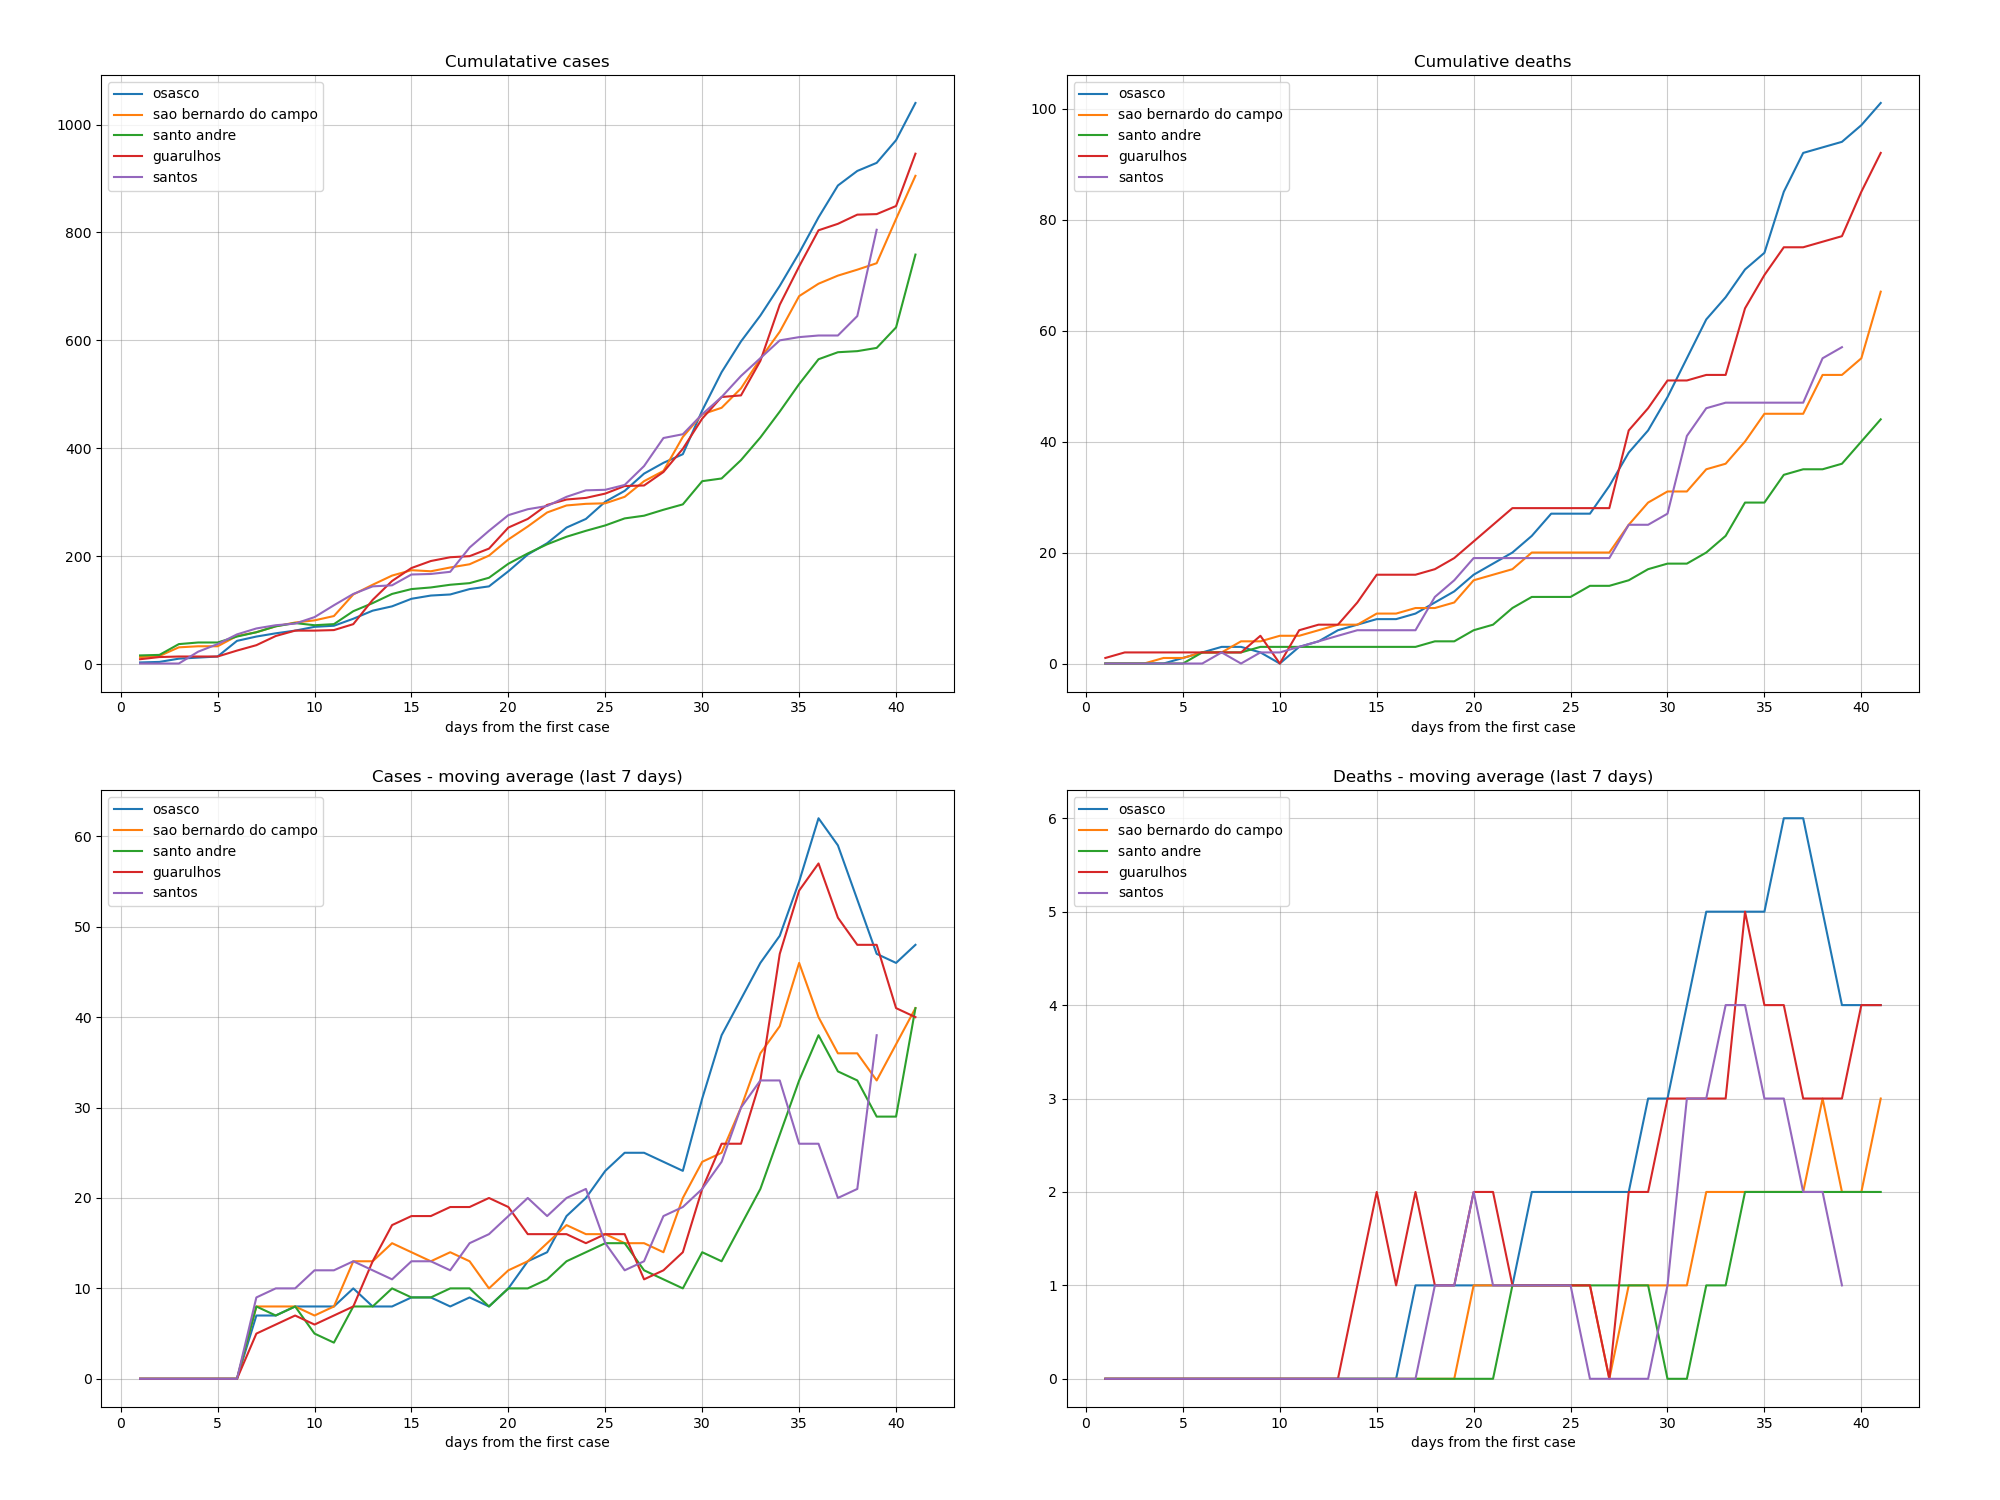 Cumulatative cases
osasco
sao bernardo do campo
santo andre
guarulhos
santos
1000
800
600
400
200
0
0 5 10 15 20 25 30 35 40
days from the first case
Cumulative deaths
osasco
sao bernardo do campo
santo andre
guarulhos
santos
100
80
60
40
20
0
0 5 10 15 20 25 30 35 40
days from the first case
Cases - moving average (last 7 days)
osasco
sao bernardo do campo
santo andre
guarulhos
santos
60
50
40
30
20
10
0
0 5 10 15 20 25 30 35 40
days from the first case
Deaths - moving average (last 7 days)
osasco
sao bernardo do campo
santo andre
guarulhos
santos
6
5
4
3
2
1
0
0 5 10 15 20 25 30 35 40
days from the first case